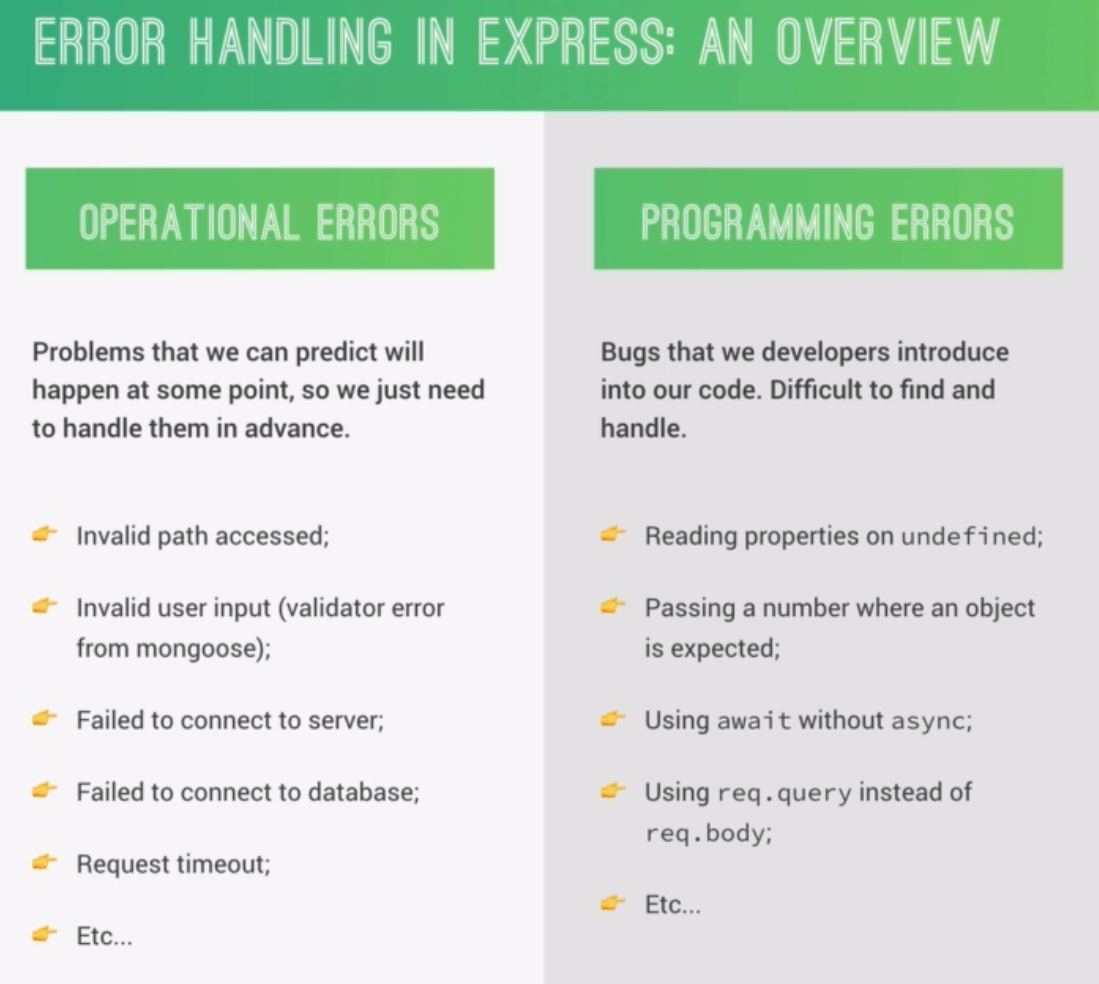 ERROR HANDLING IN EXPRESS: AN OVERVIEW
OPERATIONAL ERRORS
Problems that we can predict will
happen at some point, so we just need
to handle them in advance.
👉 Invalid path accessed;
👉 Invalid user input (validator error
from mongoose);
👉 Failed to connect to server;
👉 Failed to connect to database;
👉 Request timeout;
👉 Etc...
PROGRAMMING ERRORS
Bugs that we developers introduce
into our code. Difficult to find and
handle.
👉 Reading properties on undefined;
👉 Passing a number where an object
is expected;
👉 Using await without async;
👉 Using req.query instead of
req.body;
👉 Etc...